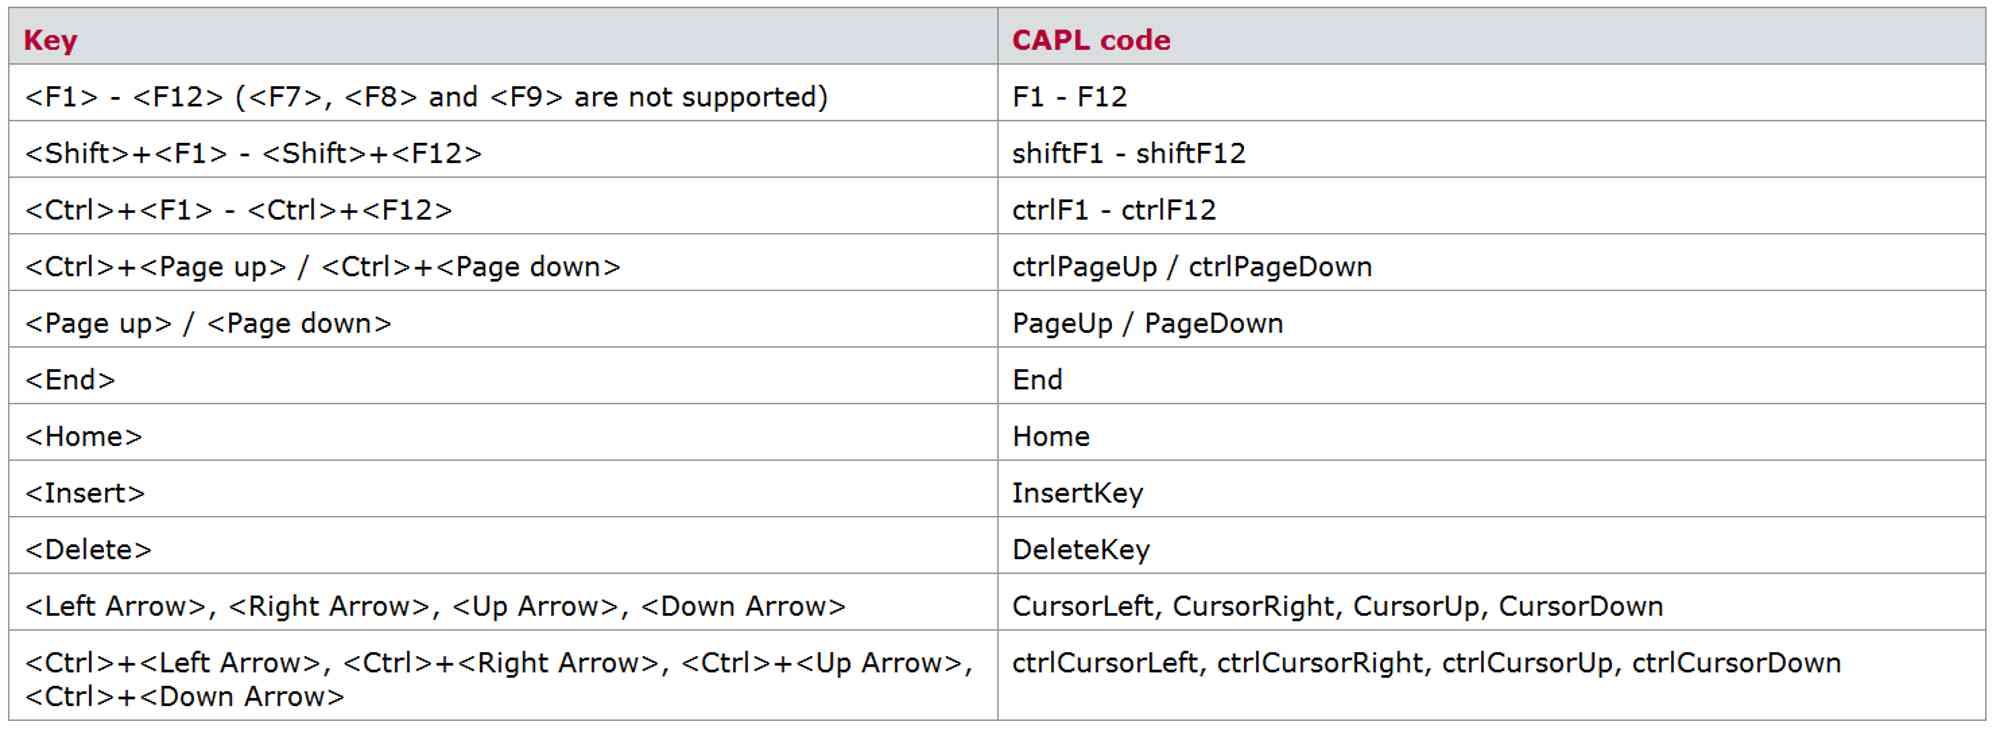 Key CAPL code
<F1> - <F12> (<F7>, <F8> and <F9> are not supported) F1 - F12
<Shift>+<F1> - <Shift>+<F12> shiftF1 - shiftF12
<Ctrl>+<F1> - <Ctrl>+<F12> ctrlF1 - ctrlF12
<Ctrl>+<Page up> / <Ctrl>+<Page down> ctrlPageUp / ctrlPageDown
<Page up> / <Page down> PageUp / PageDown
<End> End
<Home> Home
<Insert> InsertKey
<Delete> DeleteKey
<Left Arrow>, <Right Arrow>, <Up Arrow>, <Down Arrow> CursorLeft, CursorRight, CursorUp, CursorDown
<Ctrl>+<Left Arrow>, <Ctrl>+<Right Arrow>, <Ctrl>+<Up Arrow>, ctrlCursorLeft, ctrlCursorRight, ctrlCursorUp, ctrlCursorDown
<Ctrl>+<Down Arrow>